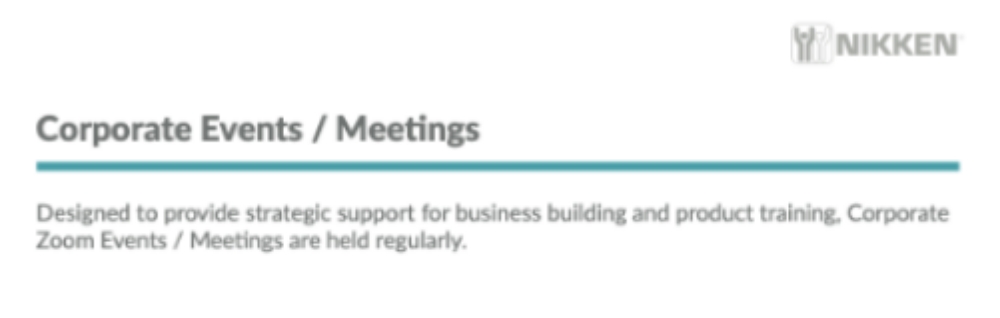 NIKKEN
Corporate Events / Meetings
Designed to provide strategic support for business building and product training, Corporate
Zoom Events / Meetings are held regularly.